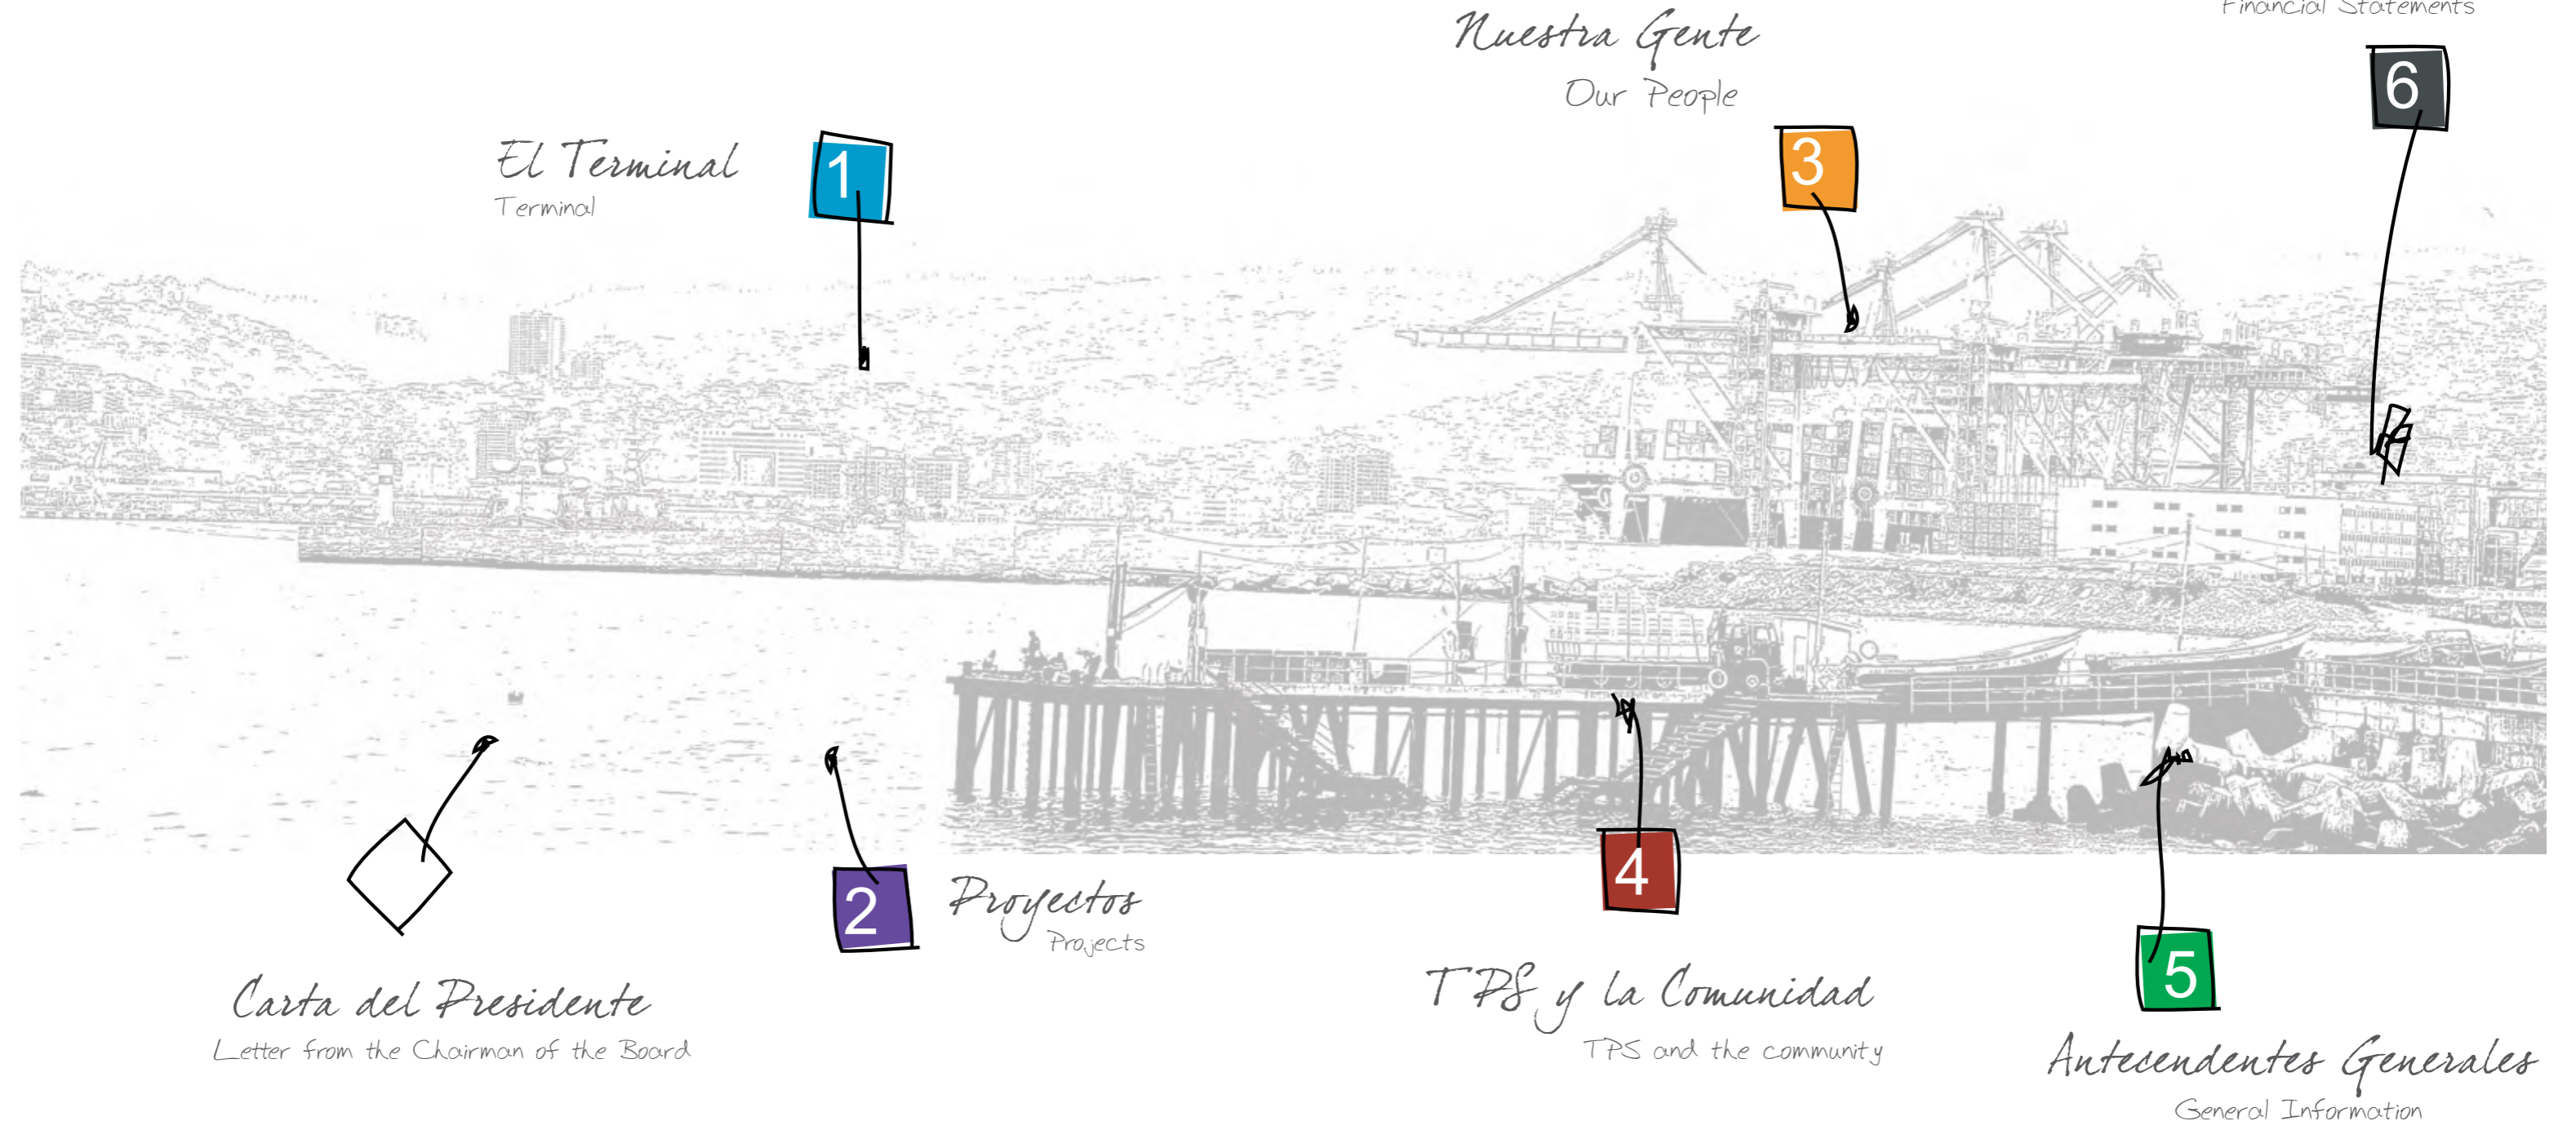 Financial Statements
6
Nuestra Gente
Our People
3
El Terminal
Terminal
1
Carta del Presidente
Letter from the Chairman of the Board
2
Proyectos
Projects
4
TPS y la Comunidad
TPS and the community
5
Antecendentes Generales
General Information